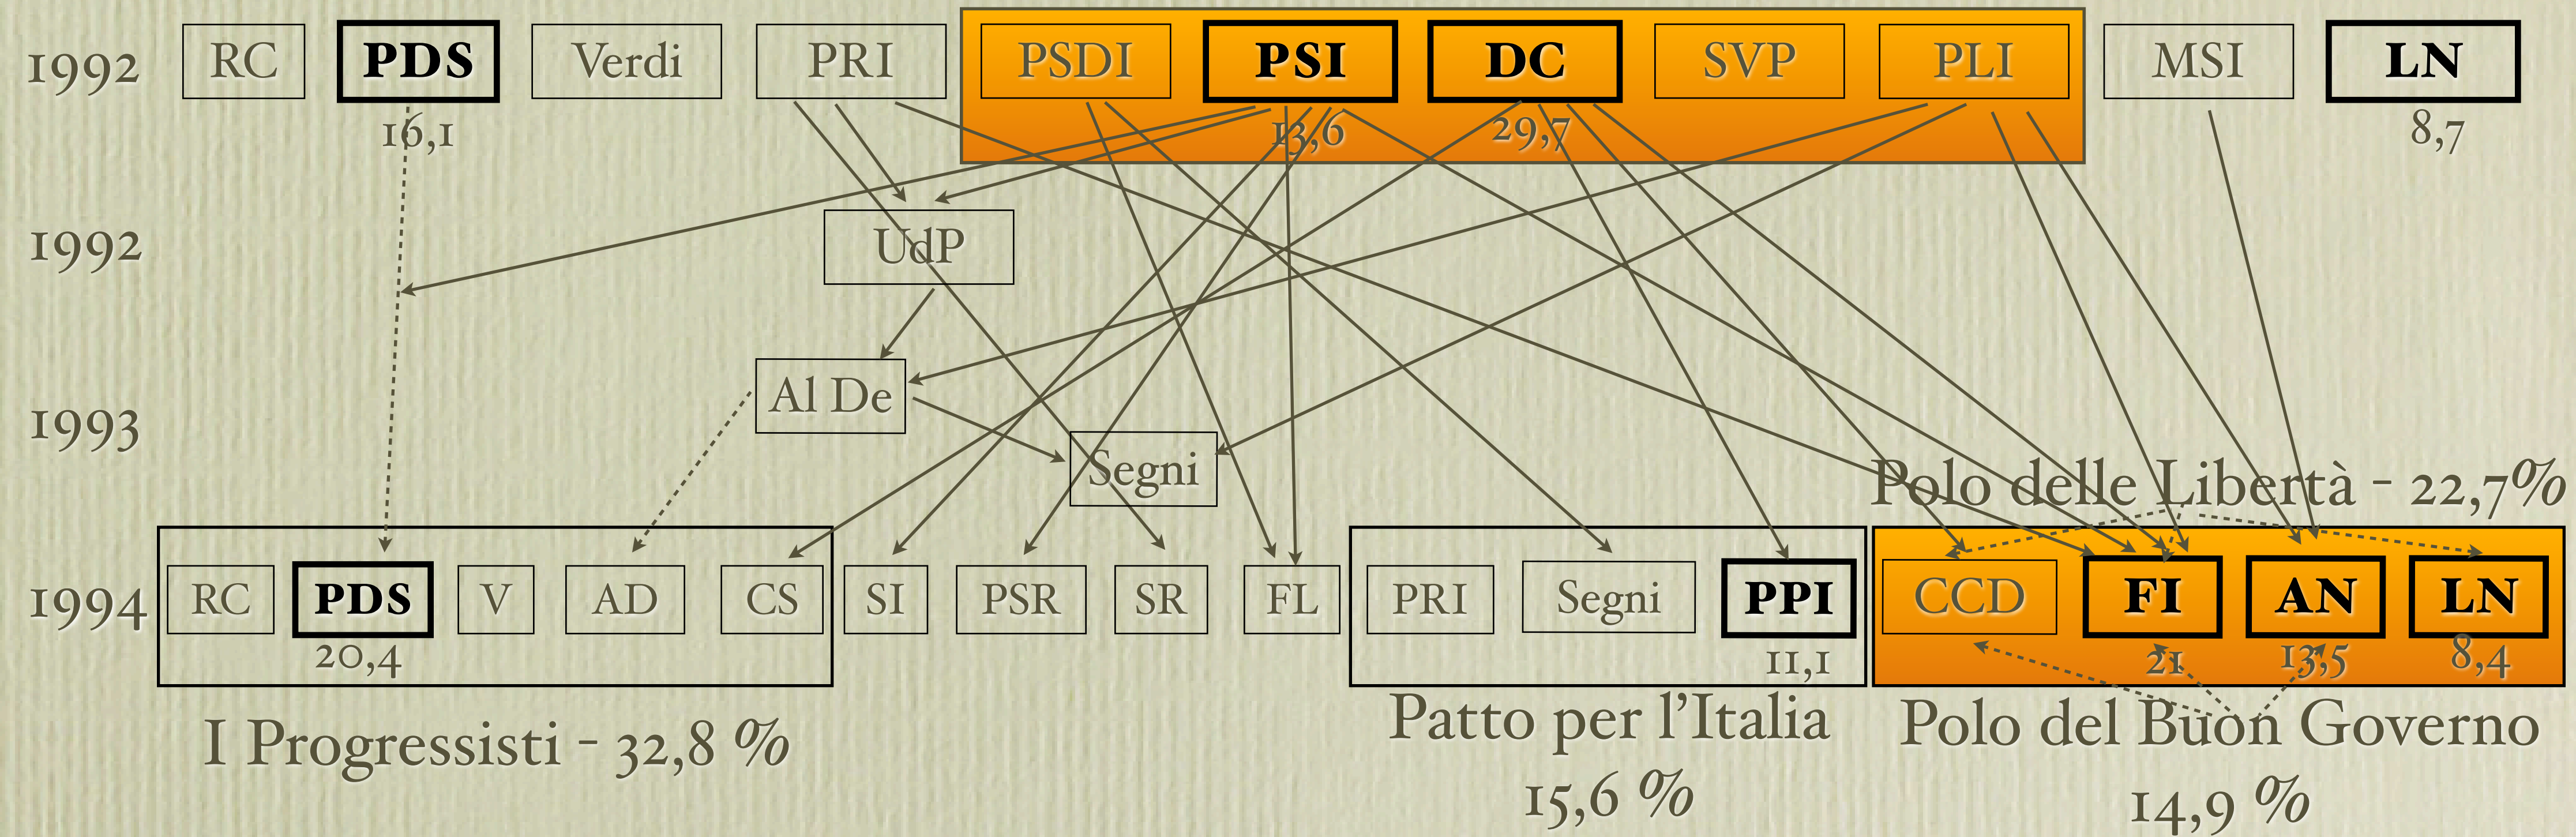 1992 RC PDS Verdi PRI PSDI PSI DC SVP PLI MSI LN
16,1 13,6 29,7 8,7
1992 UdP
1993 Al De
Segni
Polo delle Libertà - 22,7%
1994 RC PDS V AD CS SI PSR SR FL PRI Segni PPI CCD FI AN LN
20,4 11,1 21 13,5 8,4
I Progressisti - 32,8 %
Patto per l’Italia
15,6 %
Polo del Buon Governo
14,9 %